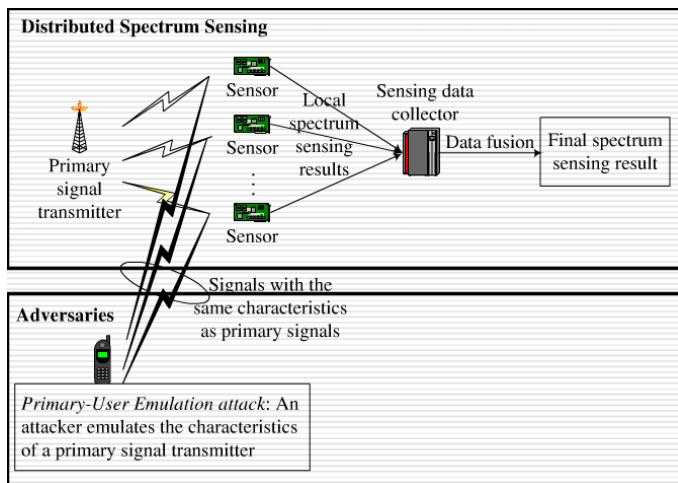 Distributed Spectrum Sensing
Sensor
Sensing data
collector
Local
spectrum
sensing
results
Sensor
Data fusion
Final spectrum
sensing result
Primary
signal
transmitter
Sensor
Signals with the
same characteristics
as primary signals
Adversaries
Primary-User Emulation attack: An
attacker emulates the characteristics
of a primary signal transmitter